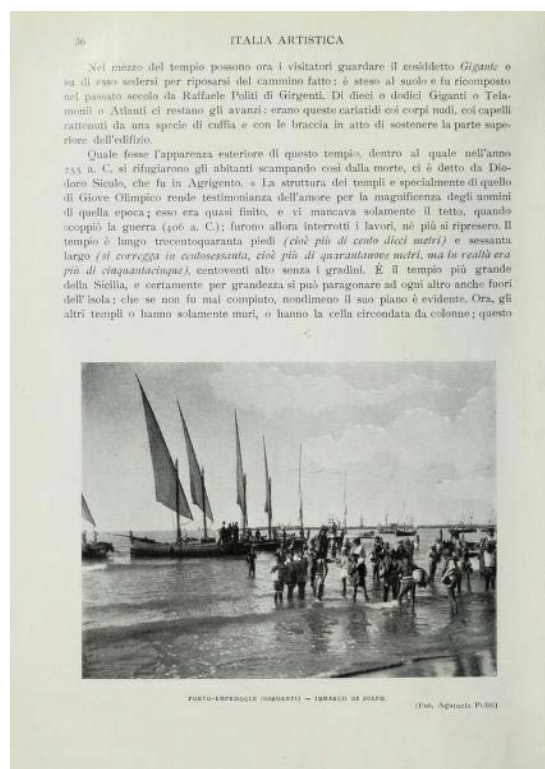 36 ITALIA ARTISTICA
Nel mezzo del tempio possono ora i visitatori guardare il cosiddetto Gigante e
su di esso sedersi per riposarsi del cammino fatto; è steso al suolo e fu ricomposto
nel passato secolo da Raffaele Politi di Girgenti. Di dieci o dodici Giganti o Tela-
monii o Atlanti ci restano gli avanzi: erano queste cariatidi coi corpi nudi, coi capelli
rattenuti da una specie di cuffia e con le braccia in atto di sostenere la parte supe-
riore dell'edifizio.
Quale fosse l'apparenza esteriore di questo tempio, dentro al quale nell'anno
255 a. C. si rifugiarono gli abitanti scampando così dalla morte, ci è detto da Dio-
doro Siculo, che fu in Agrigento. « La struttura dei templi e specialmente di quello
di Giove Olimpico rende testimonianza dell'amore per la magnificenza degli uomini
di quella epoca; esso era quasi finito, e vi mancava solamente il tetto, quando
scoppiò la guerra (406 a. C.); furono allora interrotti i lavori, nè più si ripresero. Il
tempio è lungo trecentoquaranta piedi (cioè più di cento dieci metri) e sessanta
largo (si corregga in centosessanta, cioè più di quarantanove metri, ma in realtà era
più di cinquantacinque), centoventi alto senza i gradini. È il tempio più grande
della Sicilia, e certamente per grandezza si può paragonare ad ogni altro anche fuori
dell'isola: che se non fu mai compiuto, nondimeno il suo piano è evidente. Ora, gli
altri templi o hanno solamente muri, o hanno la cella circondata da colonne; questo
PORTO-EMPEDOCLE (GIRGENTI) — IMBARCO DI ZOLFO.
(Fot. Agatocle Politi)